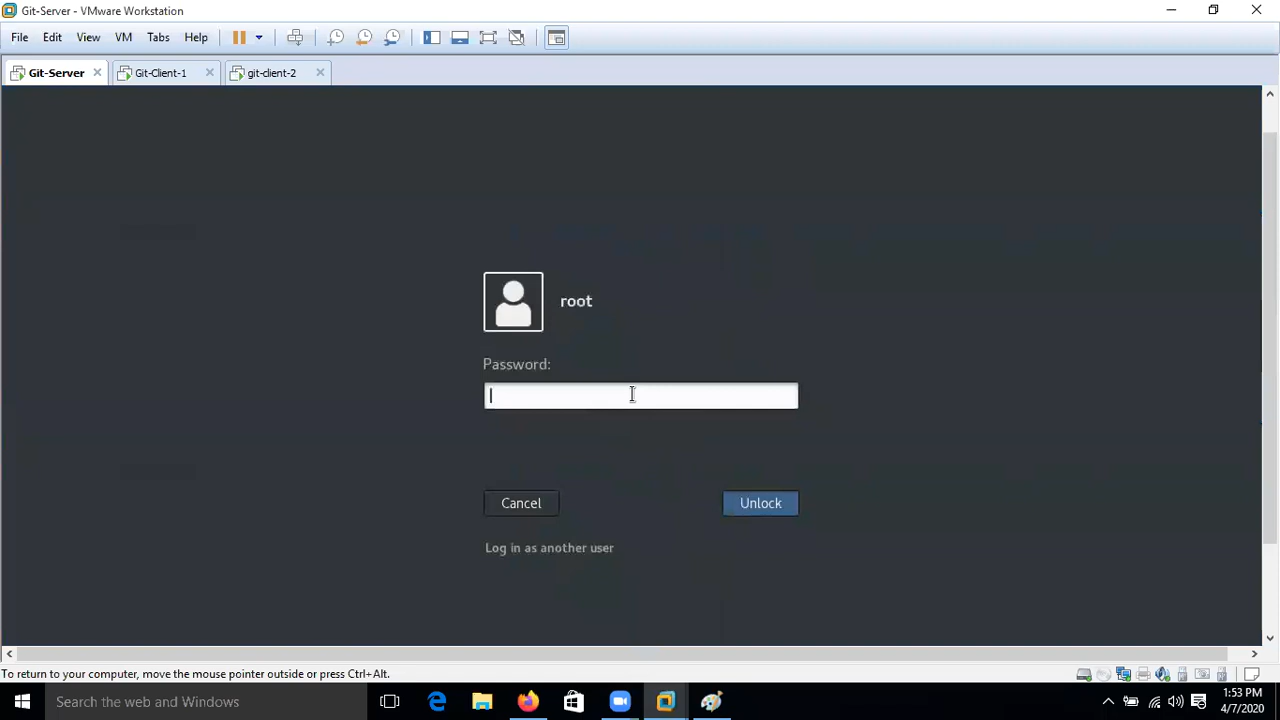 Git-Server - VMware Workstation
File Edit View VM Tabs Help
Git-Server Git-Client-1 git-client-2
root
Password:
Cancel Unlock
Log in as another user
To return to your computer, move the mouse pointer outside or press Ctrl+Alt.
Search the web and Windows
1:53 PM
4/7/2020